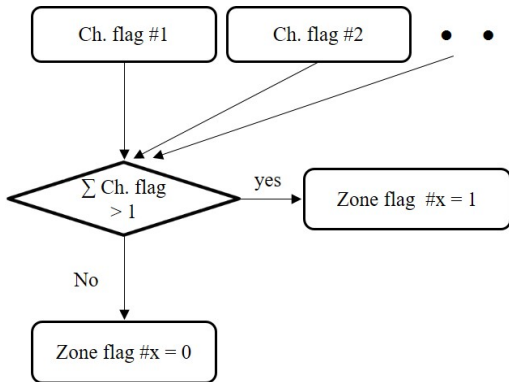 Ch. flag #1
Ch. flag #2
• •
∑ Ch. flag
> 1
yes
Zone flag #x = 1
No
Zone flag #x = 0